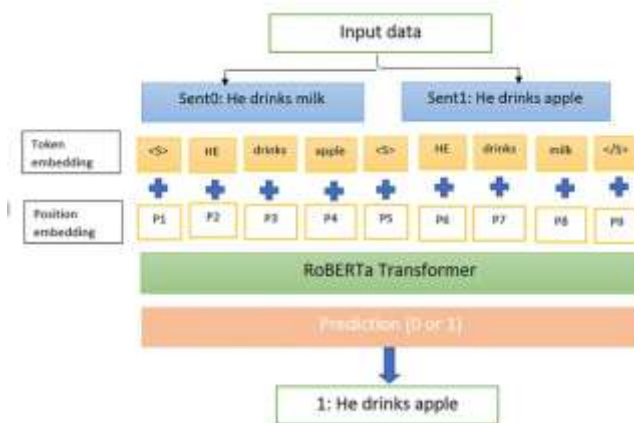 Input data
Sent0: He drinks milk
Sent1: He drinks apple
Token embedding
<S> HE drinks apple <S> HE drinks milk </S>
Position embedding
P1 P2 P3 P4 P5 P6 P7 P8 P9
RoBERTa Transformer
Prediction (0 or 1)
1: He drinks apple